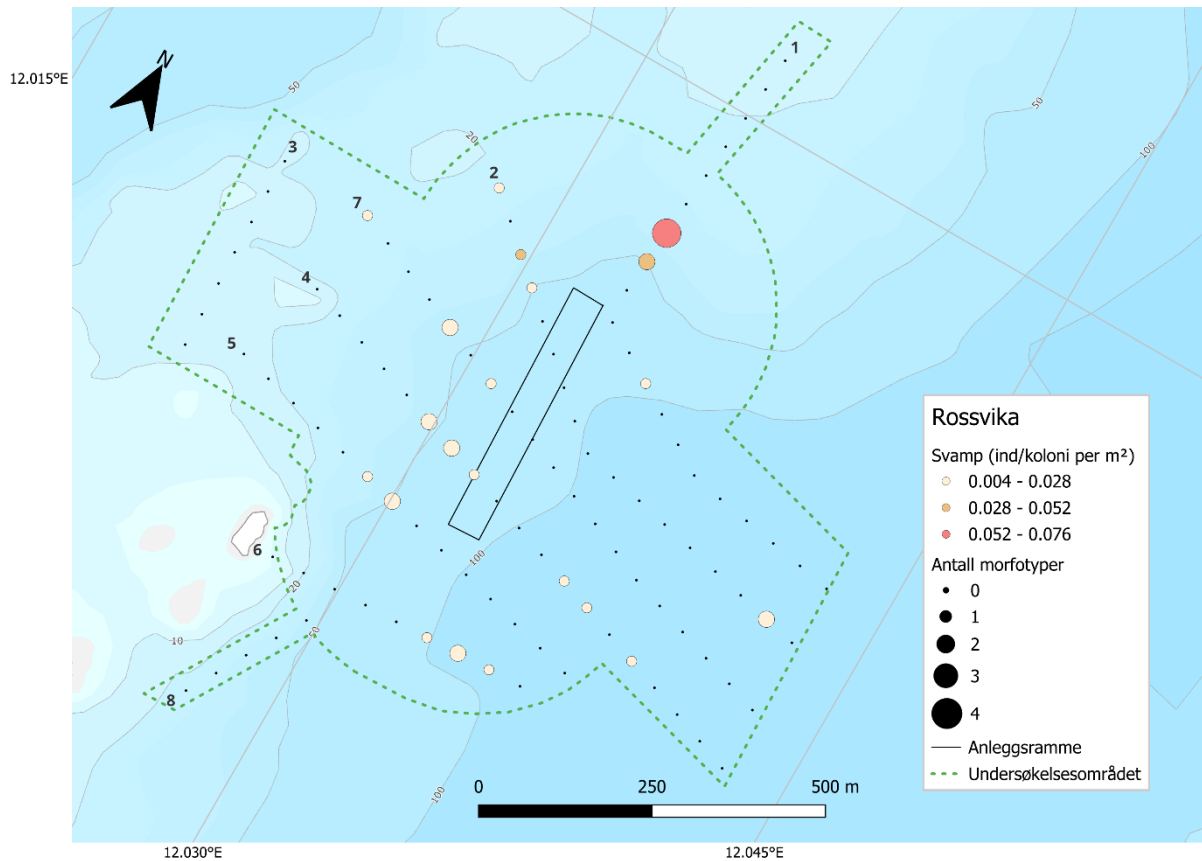 N
1
12.015°E
50
50
20
100
3
2
7
4
5
Rossvika
Svamp (ind/koloni per m²)
0.004 - 0.028
0.028 - 0.052
0.052 - 0.076
Antall morfotyper
0
1
2
3
4
Anleggsramme
Undersøkelsesområdet
6
100
20
10
50
8
100
0 250 500 m
12.030°E 12.045°E